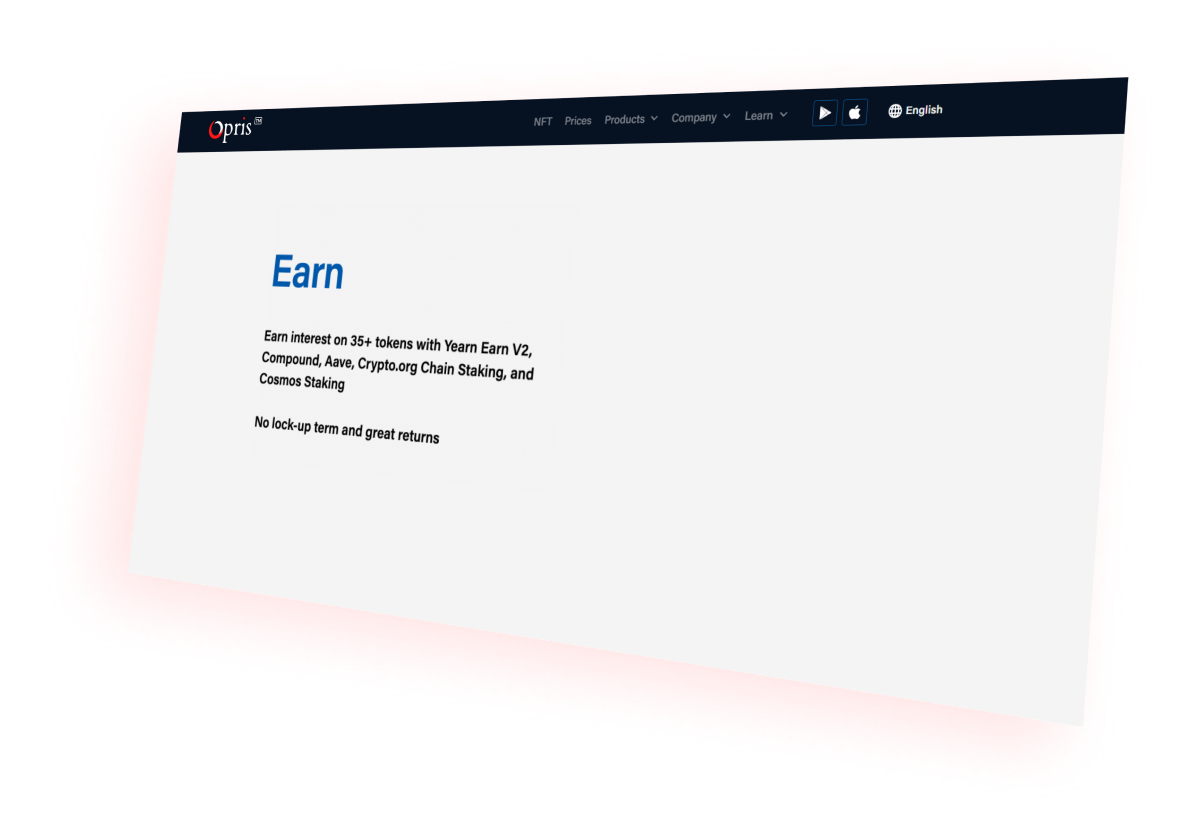 Opris TM
NFT Prices Products Company Learn English
Earn
Earn interest on 35+ tokens with Yearn Earn V2,
Compound, Aave, Crypto.org Chain Staking, and
Cosmos Staking
No lock-up term and great returns